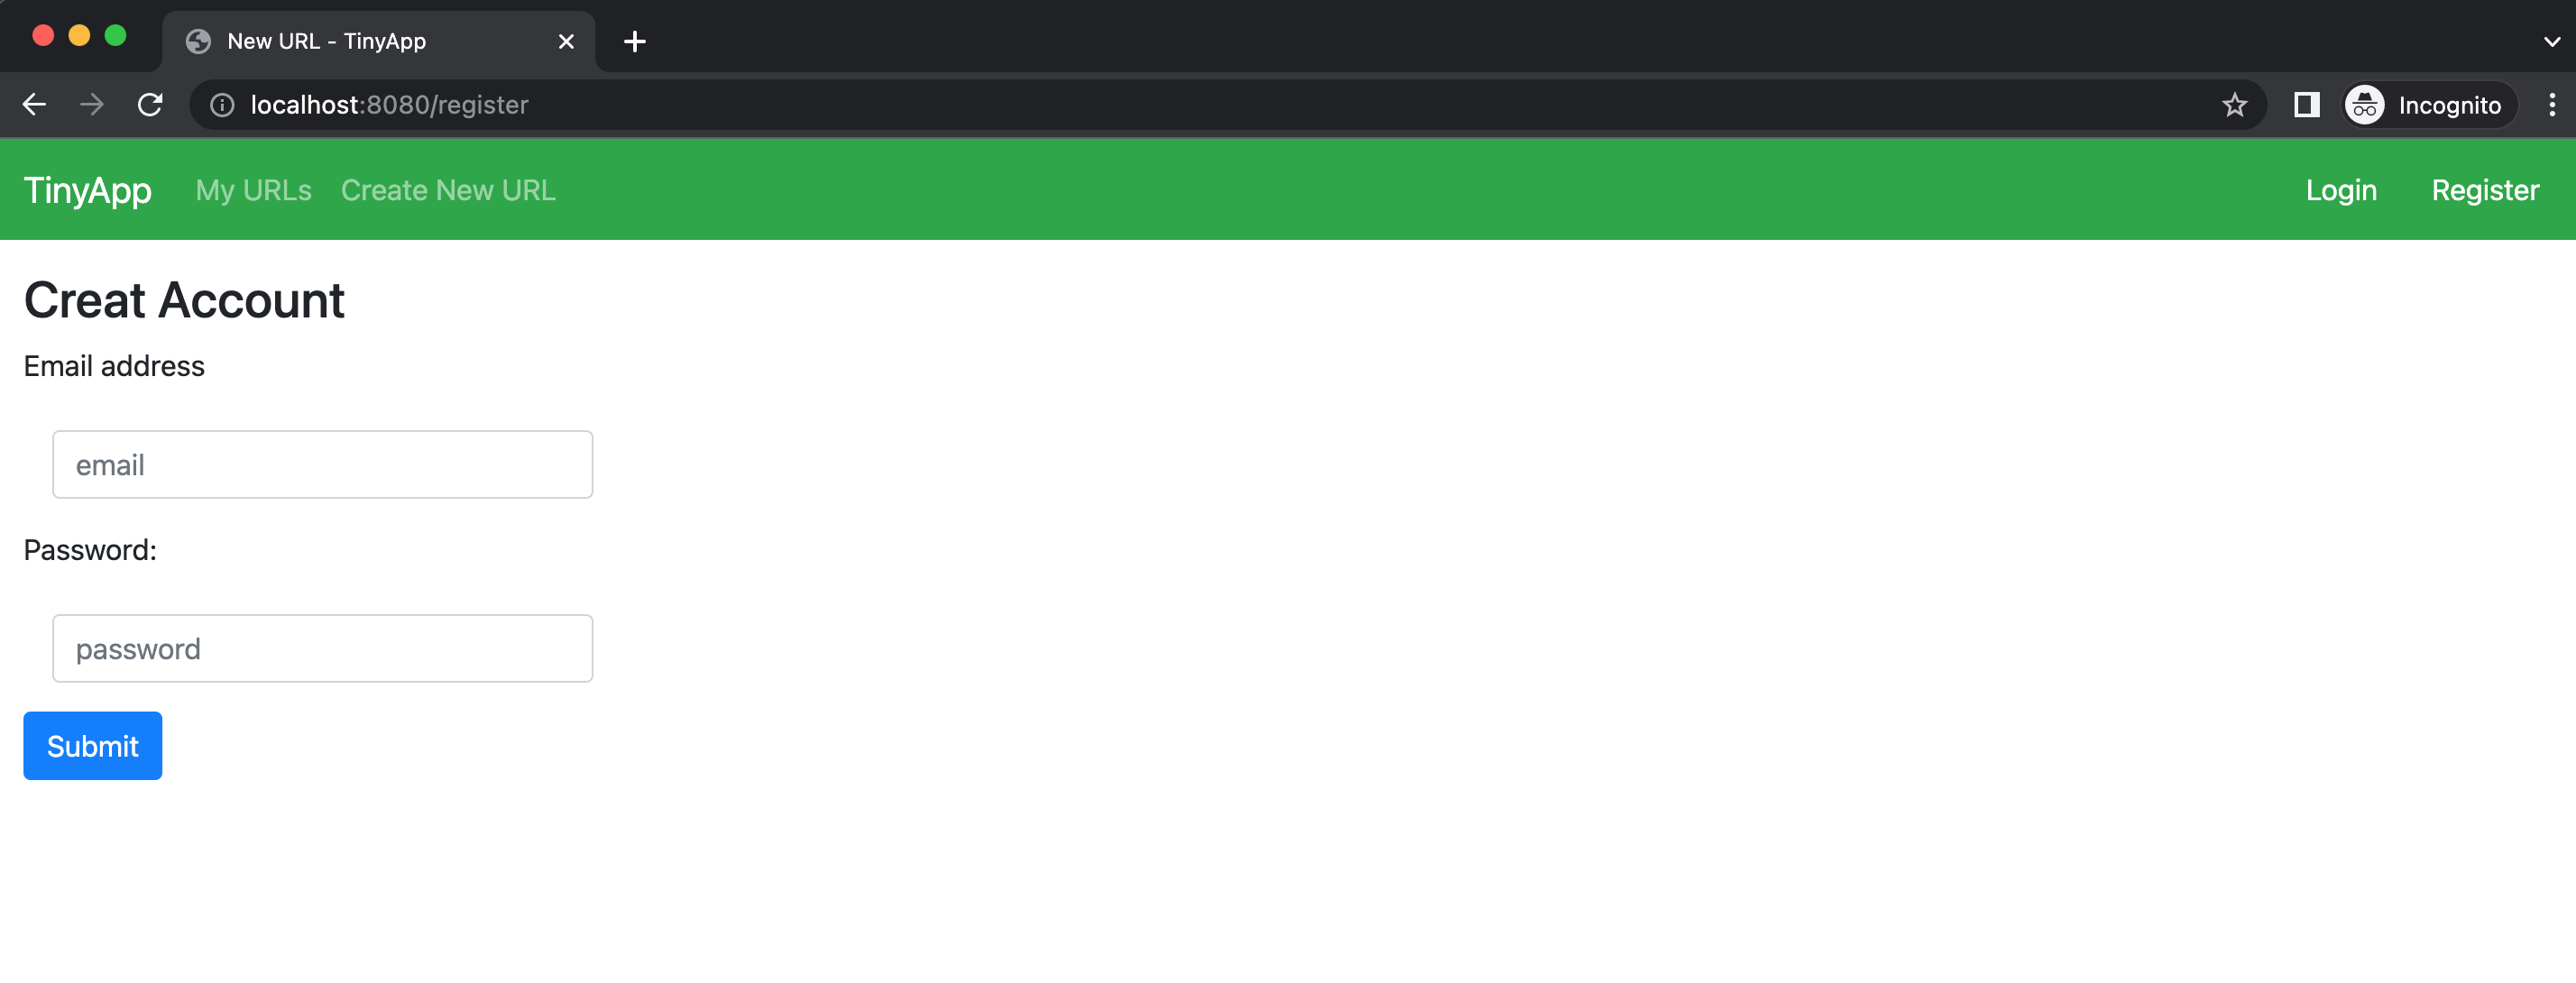 New URL - TinyApp
localhost:8080/register
Incognito
TinyApp My URLs Create New URL Login Register
Creat Account
Email address
email
Password:
password
Submit